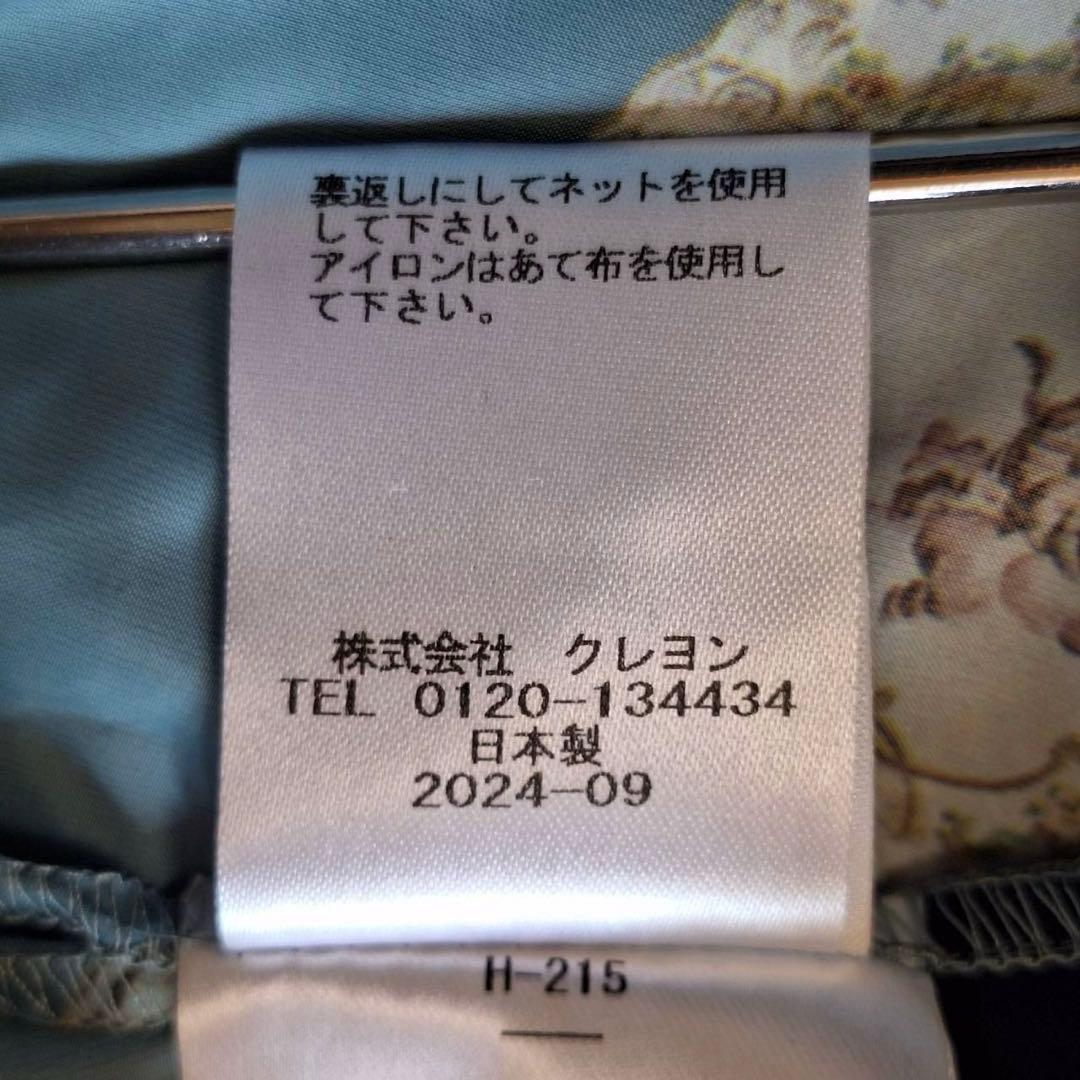 裏返しにしてネットを使用
して下さい。
アイロンはあて布を使用し
て下さい。
株式会社　クレヨン
TEL 0120-134434
日本製
2024-09
H-215